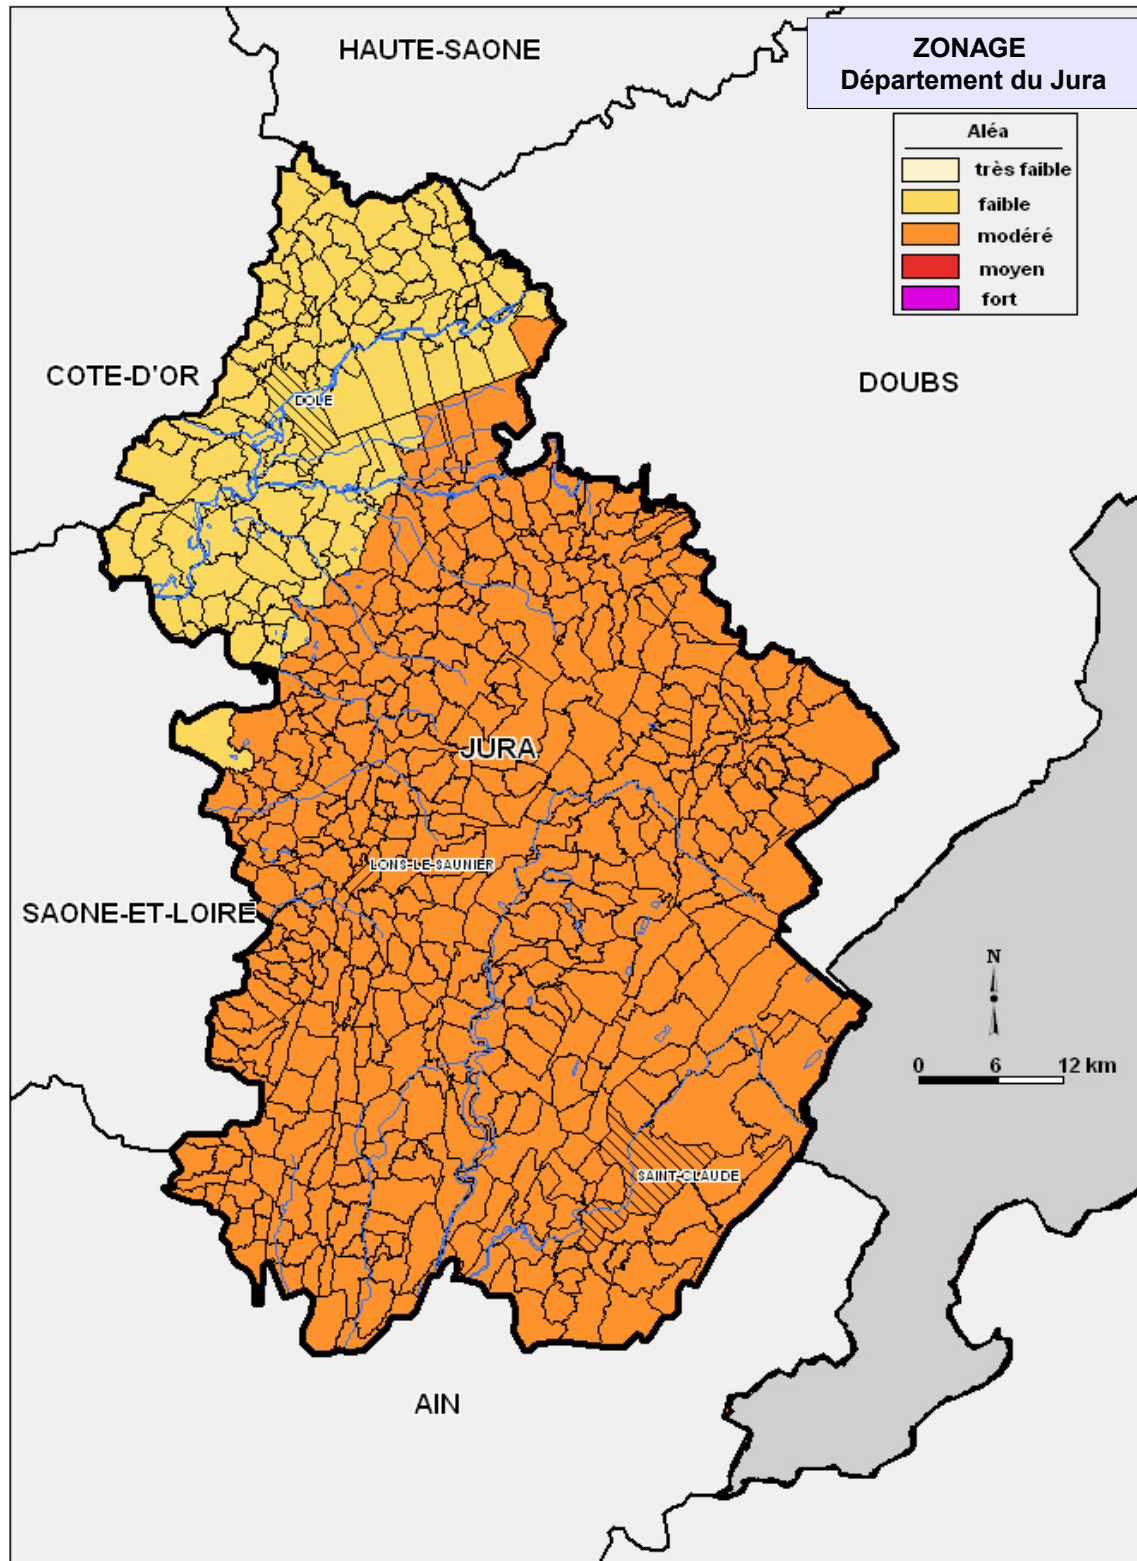 HAUTE-SAONE
ZONAGE
Département du Jura
Aléa
très faible
faible
modéré
moyen
fort
COTE-D'OR
DOLE
DOUBS
JURA
LONS-LE-SAUNIER
SAONE-ET-LOIRE
N
0 6 12 km
SAINT-CLAUDE
AIN